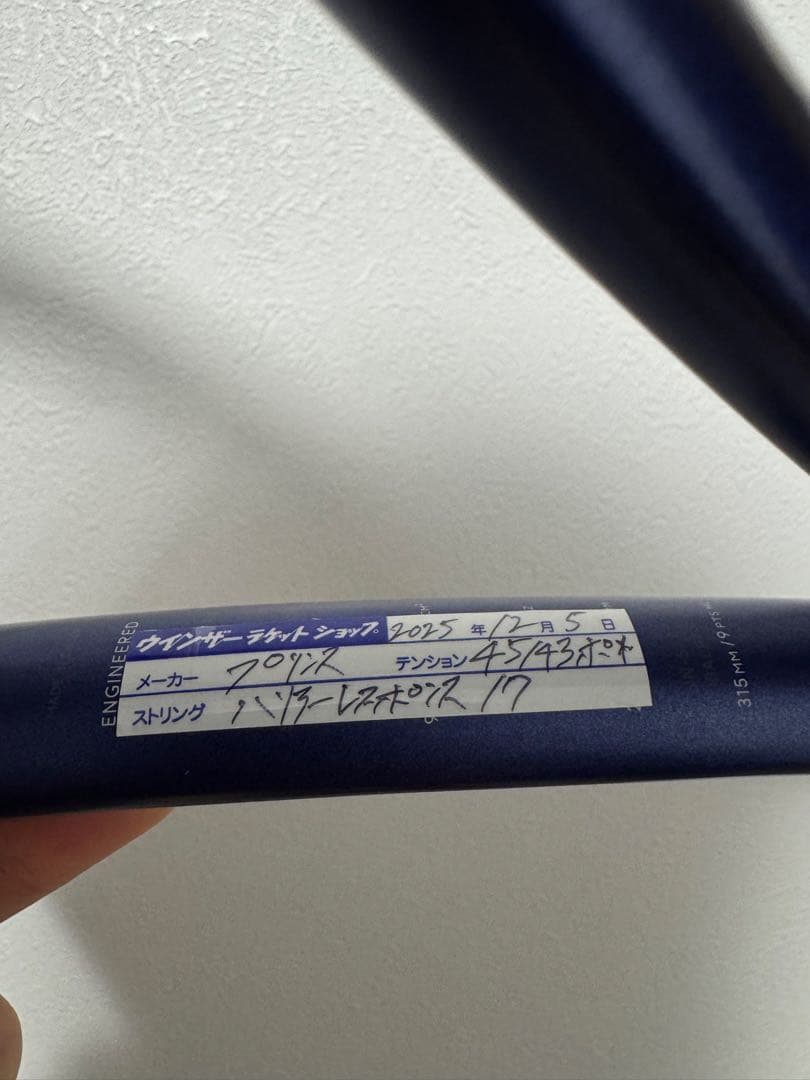 ENGINEERED
ウインザーラケットショップ。 2025 年 12 月 5 日
メーカー プリンス テンション 45/43ポンド
ストリング ハリアーレスポンス 17
315 MM / 9 PTS